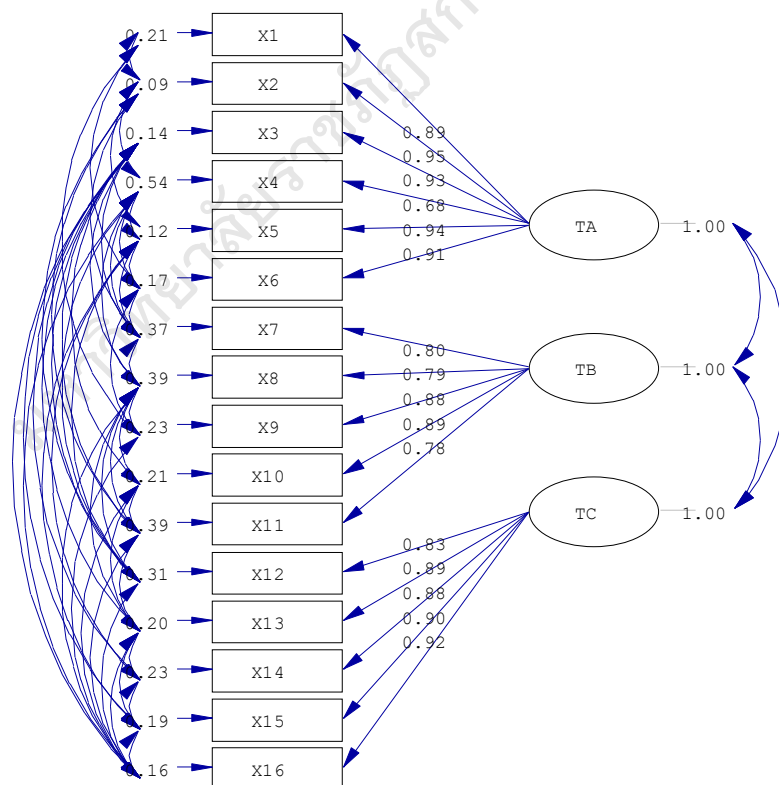 0.21 X1
0.09 X2
0.14 X3 0.89
0.95
0.93
0.54 X4
0.68
0.12 X5 0.94 TA 1.00
0.91
0.17 X6
0.37 X7
0.80
0.39 X8 0.79 TB 1.00
0.88
0.23 X9 0.89
0.78
0.21 X10
0.39 X11 TC 1.00
0.83
0.31 X12 0.89
0.88
0.20 X13 0.90
0.92
0.23 X14
0.19 X15
0.16 X16